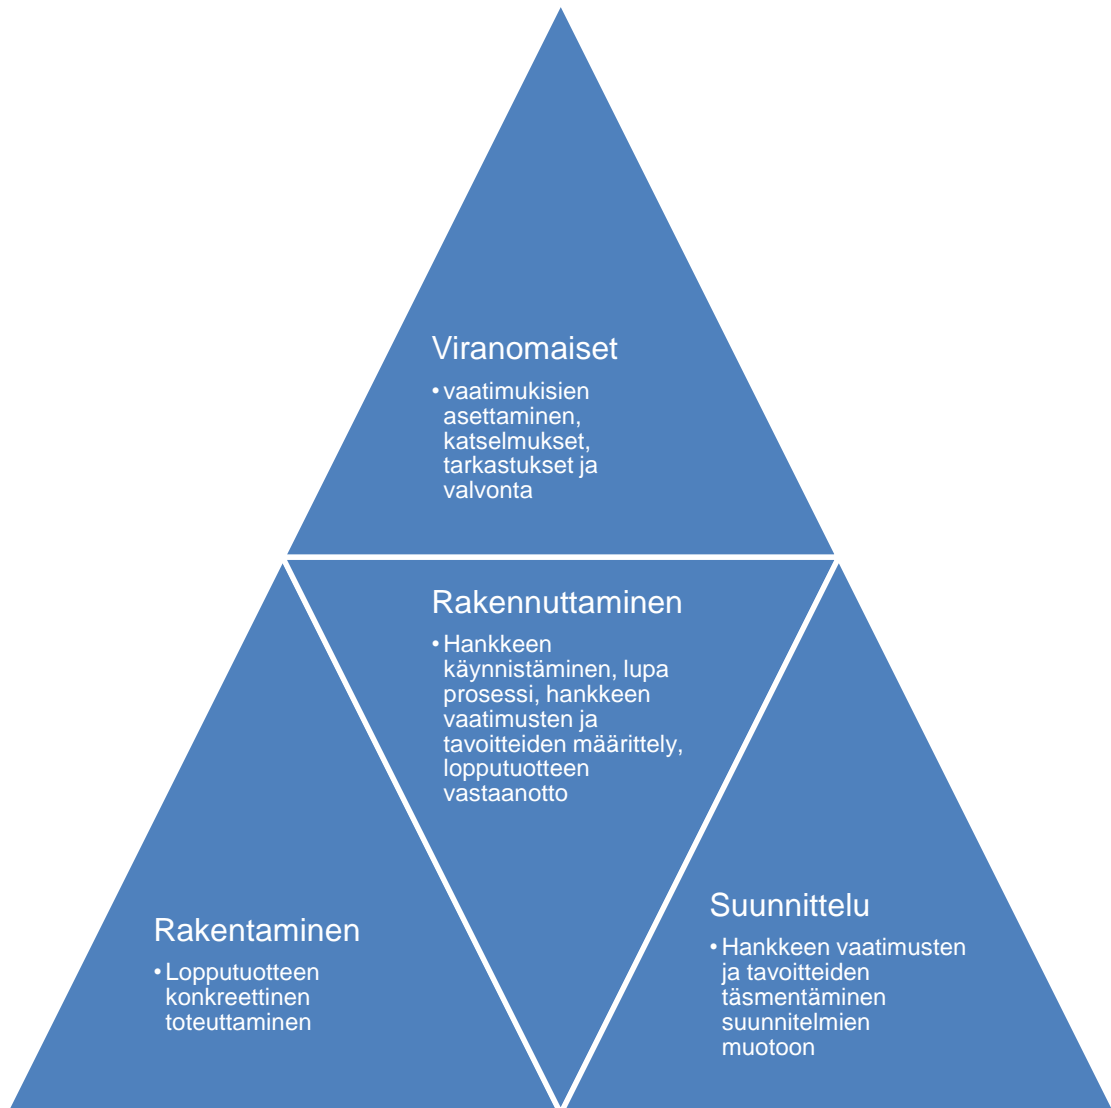 Viranomaiset
• vaatimukisien
asettaminen,
katselmukset,
tarkastukset ja
valvonta
Rakennuttaminen
• Hankkeen
käynnistäminen, lupa
prosessi, hankkeen
vaatimusten ja
tavoitteiden määrittely,
lopputuotteen
vastaanotto
Rakentaminen
• Lopputuotteen
konkreettinen
toteuttaminen
Suunnittelu
• Hankkeen vaatimusten
ja tavoitteiden
täsmentäminen
suunnitelmien
muotoon